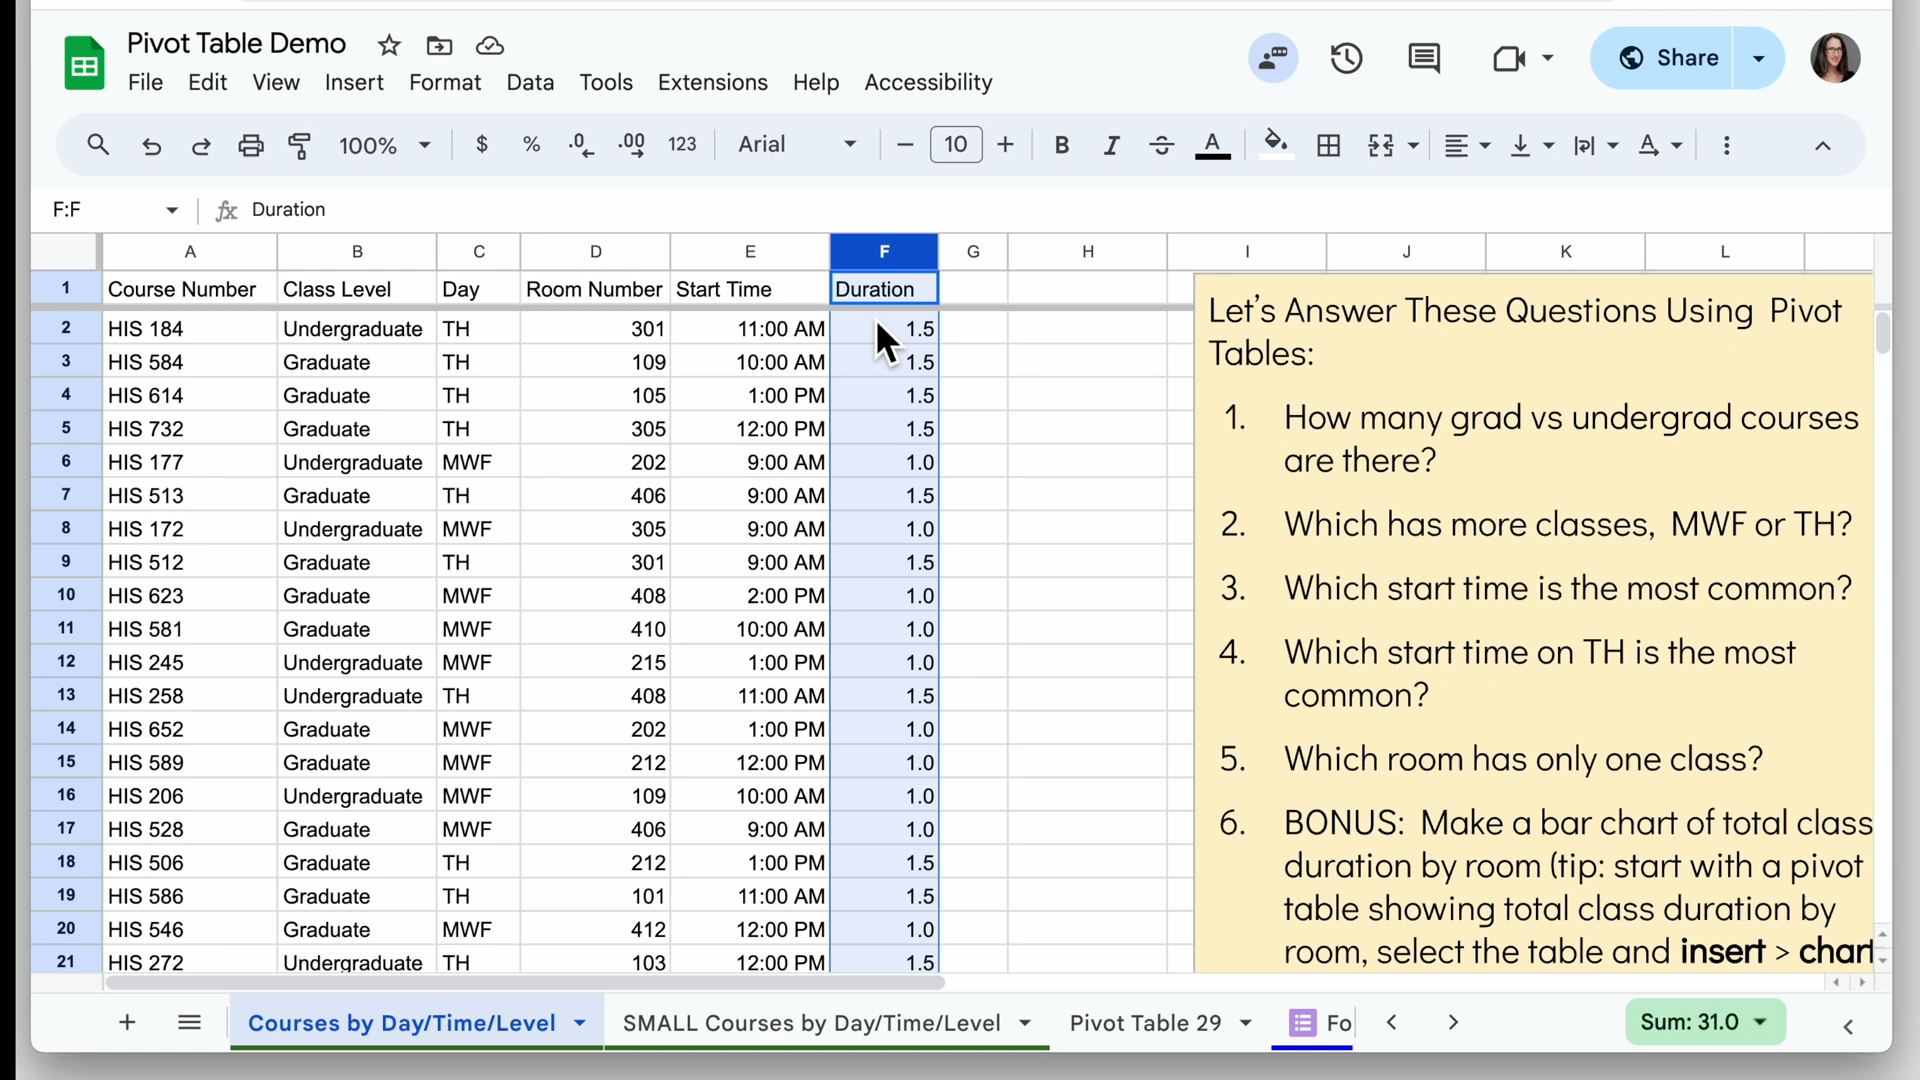 Pivot Table Demo
File Edit View Insert Format Data Tools Extensions Help Accessibility
Share
100% $ % .0 .00 123 Arial 10 B I A A
F:F fx Duration
A B C D E F G H I J K L
1 Course Number Class Level Day Room Number Start Time Duration
2 HIS 184 Undergraduate TH 301 11:00 AM 1.5
3 HIS 584 Graduate TH 109 10:00 AM 1.5
4 HIS 614 Graduate TH 105 1:00 PM 1.5
5 HIS 732 Graduate TH 305 12:00 PM 1.5
6 HIS 177 Undergraduate MWF 202 9:00 AM 1.0
7 HIS 513 Graduate TH 406 9:00 AM 1.5
8 HIS 172 Undergraduate MWF 305 9:00 AM 1.0
9 HIS 512 Graduate TH 301 9:00 AM 1.5
10 HIS 623 Graduate MWF 408 2:00 PM 1.0
11 HIS 581 Graduate MWF 410 10:00 AM 1.0
12 HIS 245 Undergraduate MWF 215 1:00 PM 1.0
13 HIS 258 Undergraduate TH 408 11:00 AM 1.5
14 HIS 652 Graduate MWF 202 1:00 PM 1.0
15 HIS 589 Graduate MWF 212 12:00 PM 1.0
16 HIS 206 Undergraduate MWF 109 10:00 AM 1.0
17 HIS 528 Graduate MWF 406 9:00 AM 1.0
18 HIS 506 Graduate TH 212 1:00 PM 1.5
19 HIS 586 Graduate TH 101 11:00 AM 1.5
20 HIS 546 Graduate MWF 412 12:00 PM 1.0
21 HIS 272 Undergraduate TH 103 12:00 PM 1.5
Let's Answer These Questions Using Pivot
Tables:
1. How many grad vs undergrad courses
are there?
2. Which has more classes, MWF or TH?
3. Which start time is the most common?
4. Which start time on TH is the most
common?
5. Which room has only one class?
6. BONUS: Make a bar chart of total class
duration by room (tip: start with a pivot
table showing total class duration by
room, select the table and insert > chart
Courses by Day/Time/Level SMALL Courses by Day/Time/Level Pivot Table 29 Fo Sum: 31.0